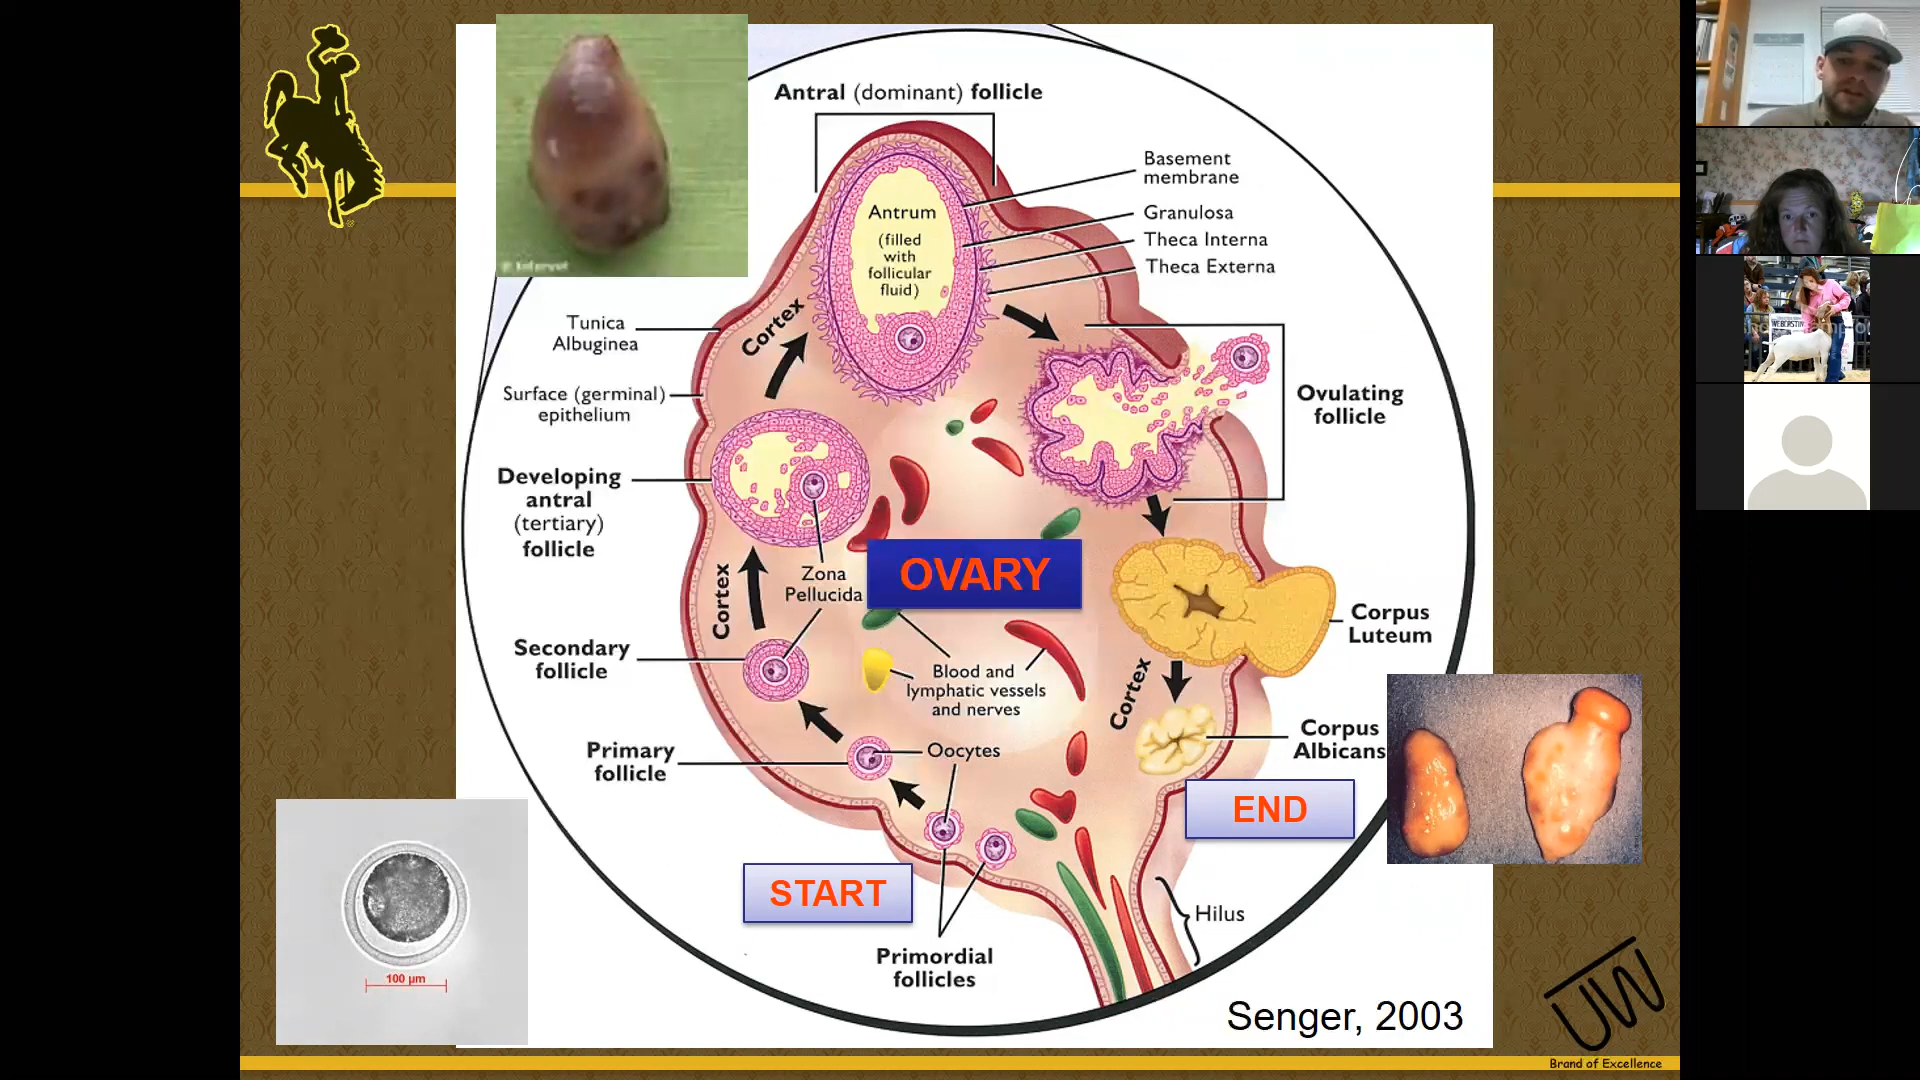 Antral (dominant) follicle
Basement
membrane
Granulosa
Theca Interna
Theca Externa
Antrum
(filled
with
follicular
fluid)
Cortex
Tunica
Albuginea
Surface (germinal)
epithelium
Ovulating
follicle
Developing
antral
(tertiary)
follicle
Zona
Pellucida
OVARY
Cortex
Corpus
Luteum
Secondary
follicle
Blood and
lymphatic vessels
and nerves
Cortex
Corpus
Albicans
Primary
follicle
Oocytes
END
START
Hilus
Primordial
follicles
100 µm
Senger, 2003
UW
Brand of Excellence